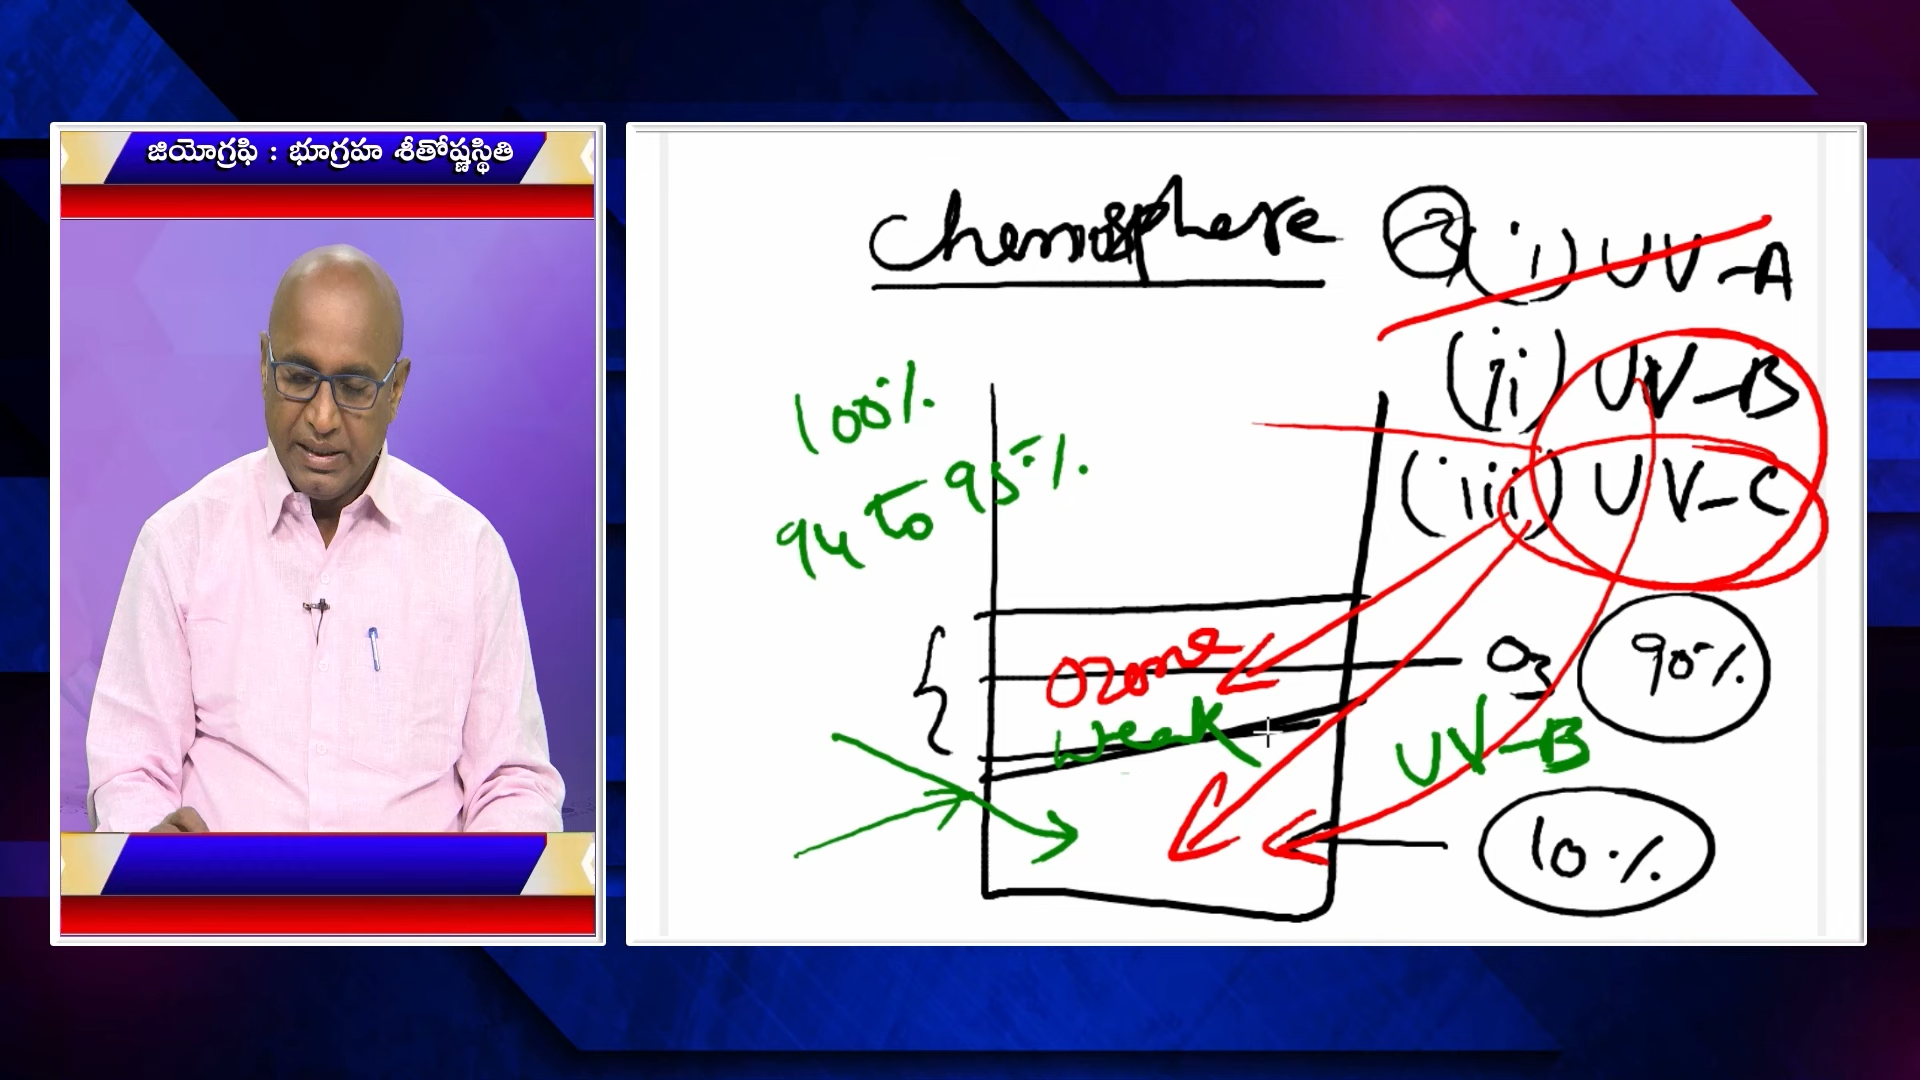 జియోగ్రఫి : భూగ్రహ శీతోష్ణస్థితి
Chemosphere
(i) UV-A
(ii) UV-B
(iii) UV-C
100%
94 to 95%
Ozone
O3
90%
weak
UV-B
10%